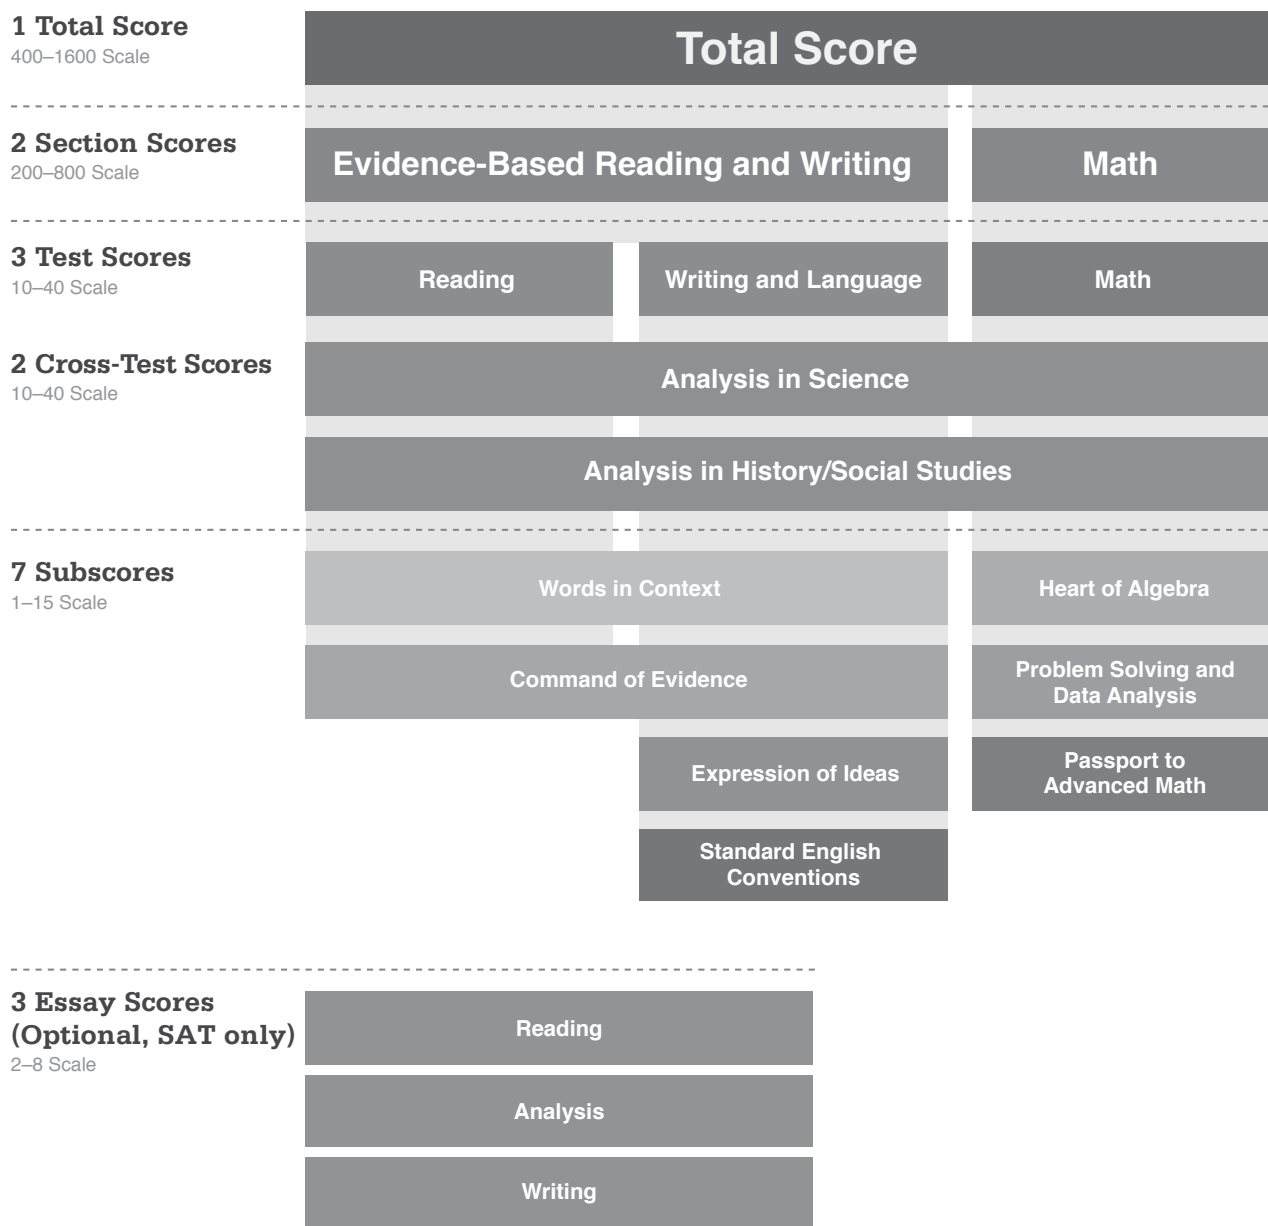 1 Total Score
400–1600 Scale
Total Score
2 Section Scores
200–800 Scale
Evidence-Based Reading and Writing
Math
3 Test Scores
10–40 Scale
Reading
Writing and Language
Math
2 Cross-Test Scores
10–40 Scale
Analysis in Science
Analysis in History/Social Studies
7 Subscores
1–15 Scale
Words in Context
Heart of Algebra
Command of Evidence
Problem Solving and
Data Analysis
Expression of Ideas
Passport to
Advanced Math
Standard English
Conventions
3 Essay Scores
(Optional, SAT only)
2–8 Scale
Reading
Analysis
Writing